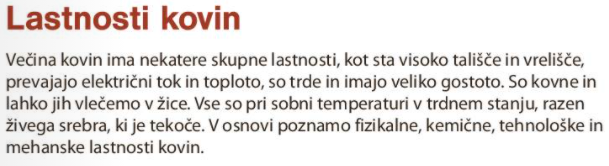 Lastnosti kovin
Večina kovin ima nekatere skupne lastnosti, kot sta visoko tališče in vrelišče,
prevajajo električni tok in toploto, so trde in imajo veliko gostoto. So kovne in
lahko jih vlečemo v žice. Vse so pri sobni temperaturi v trdnem stanju, razen
živega srebra, ki je tekoče. V osnovi poznamo fizikalne, kemične, tehnološke in
mehanske lastnosti kovin.